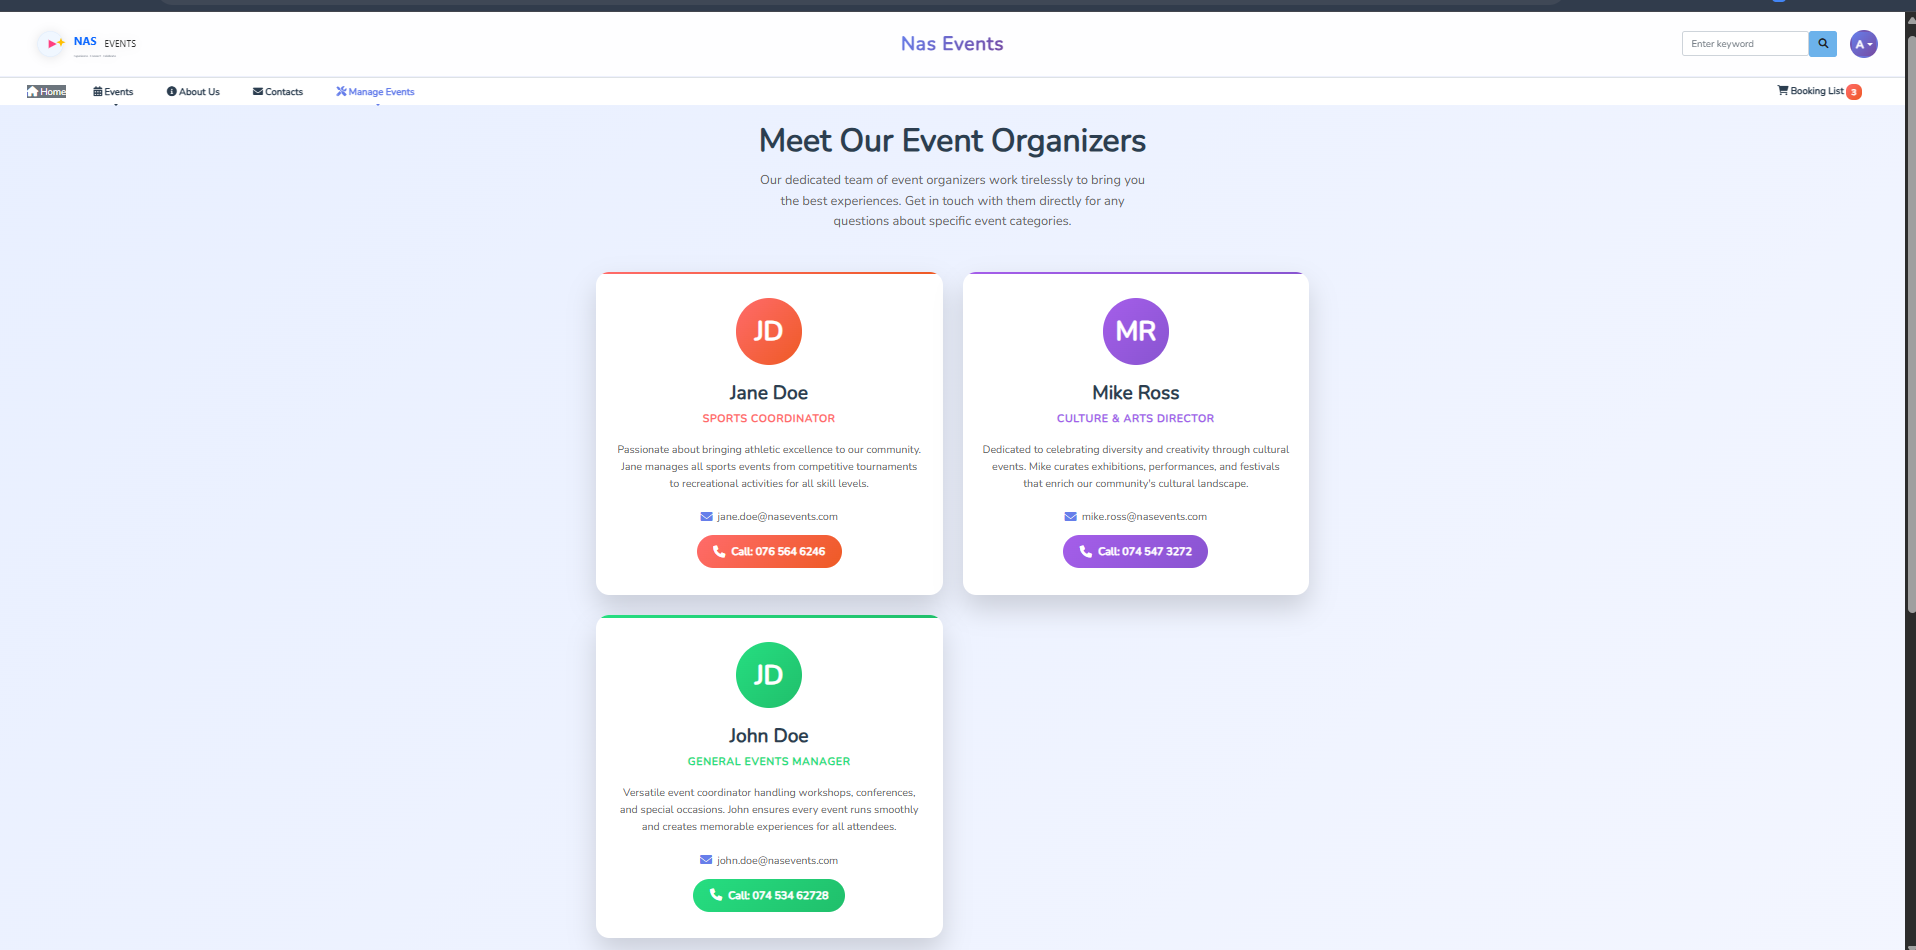 NAS EVENTS
Nas Events
Enter keyword
A
Home
Events
About Us
Contacts
Manage Events
Booking List 3
Meet Our Event Organizers
Our dedicated team of event organizers work tirelessly to bring you
the best experiences. Get in touch with them directly for any
questions about specific event categories.
JD
Jane Doe
SPORTS COORDINATOR
Passionate about bringing athletic excellence to our community.
Jane manages all sports events from competitive tournaments
to recreational activities for all skill levels.
jane.doe@nasevents.com
Call: 076 564 6246
MR
Mike Ross
CULTURE & ARTS DIRECTOR
Dedicated to celebrating diversity and creativity through cultural
events. Mike curates exhibitions, performances, and festivals
that enrich our community's cultural landscape.
mike.ross@nasevents.com
Call: 074 547 3272
JD
John Doe
GENERAL EVENTS MANAGER
Versatile event coordinator handling workshops, conferences,
and special occasions. John ensures every event runs smoothly
and creates memorable experiences for all attendees.
john.doe@nasevents.com
Call: 074 534 62728